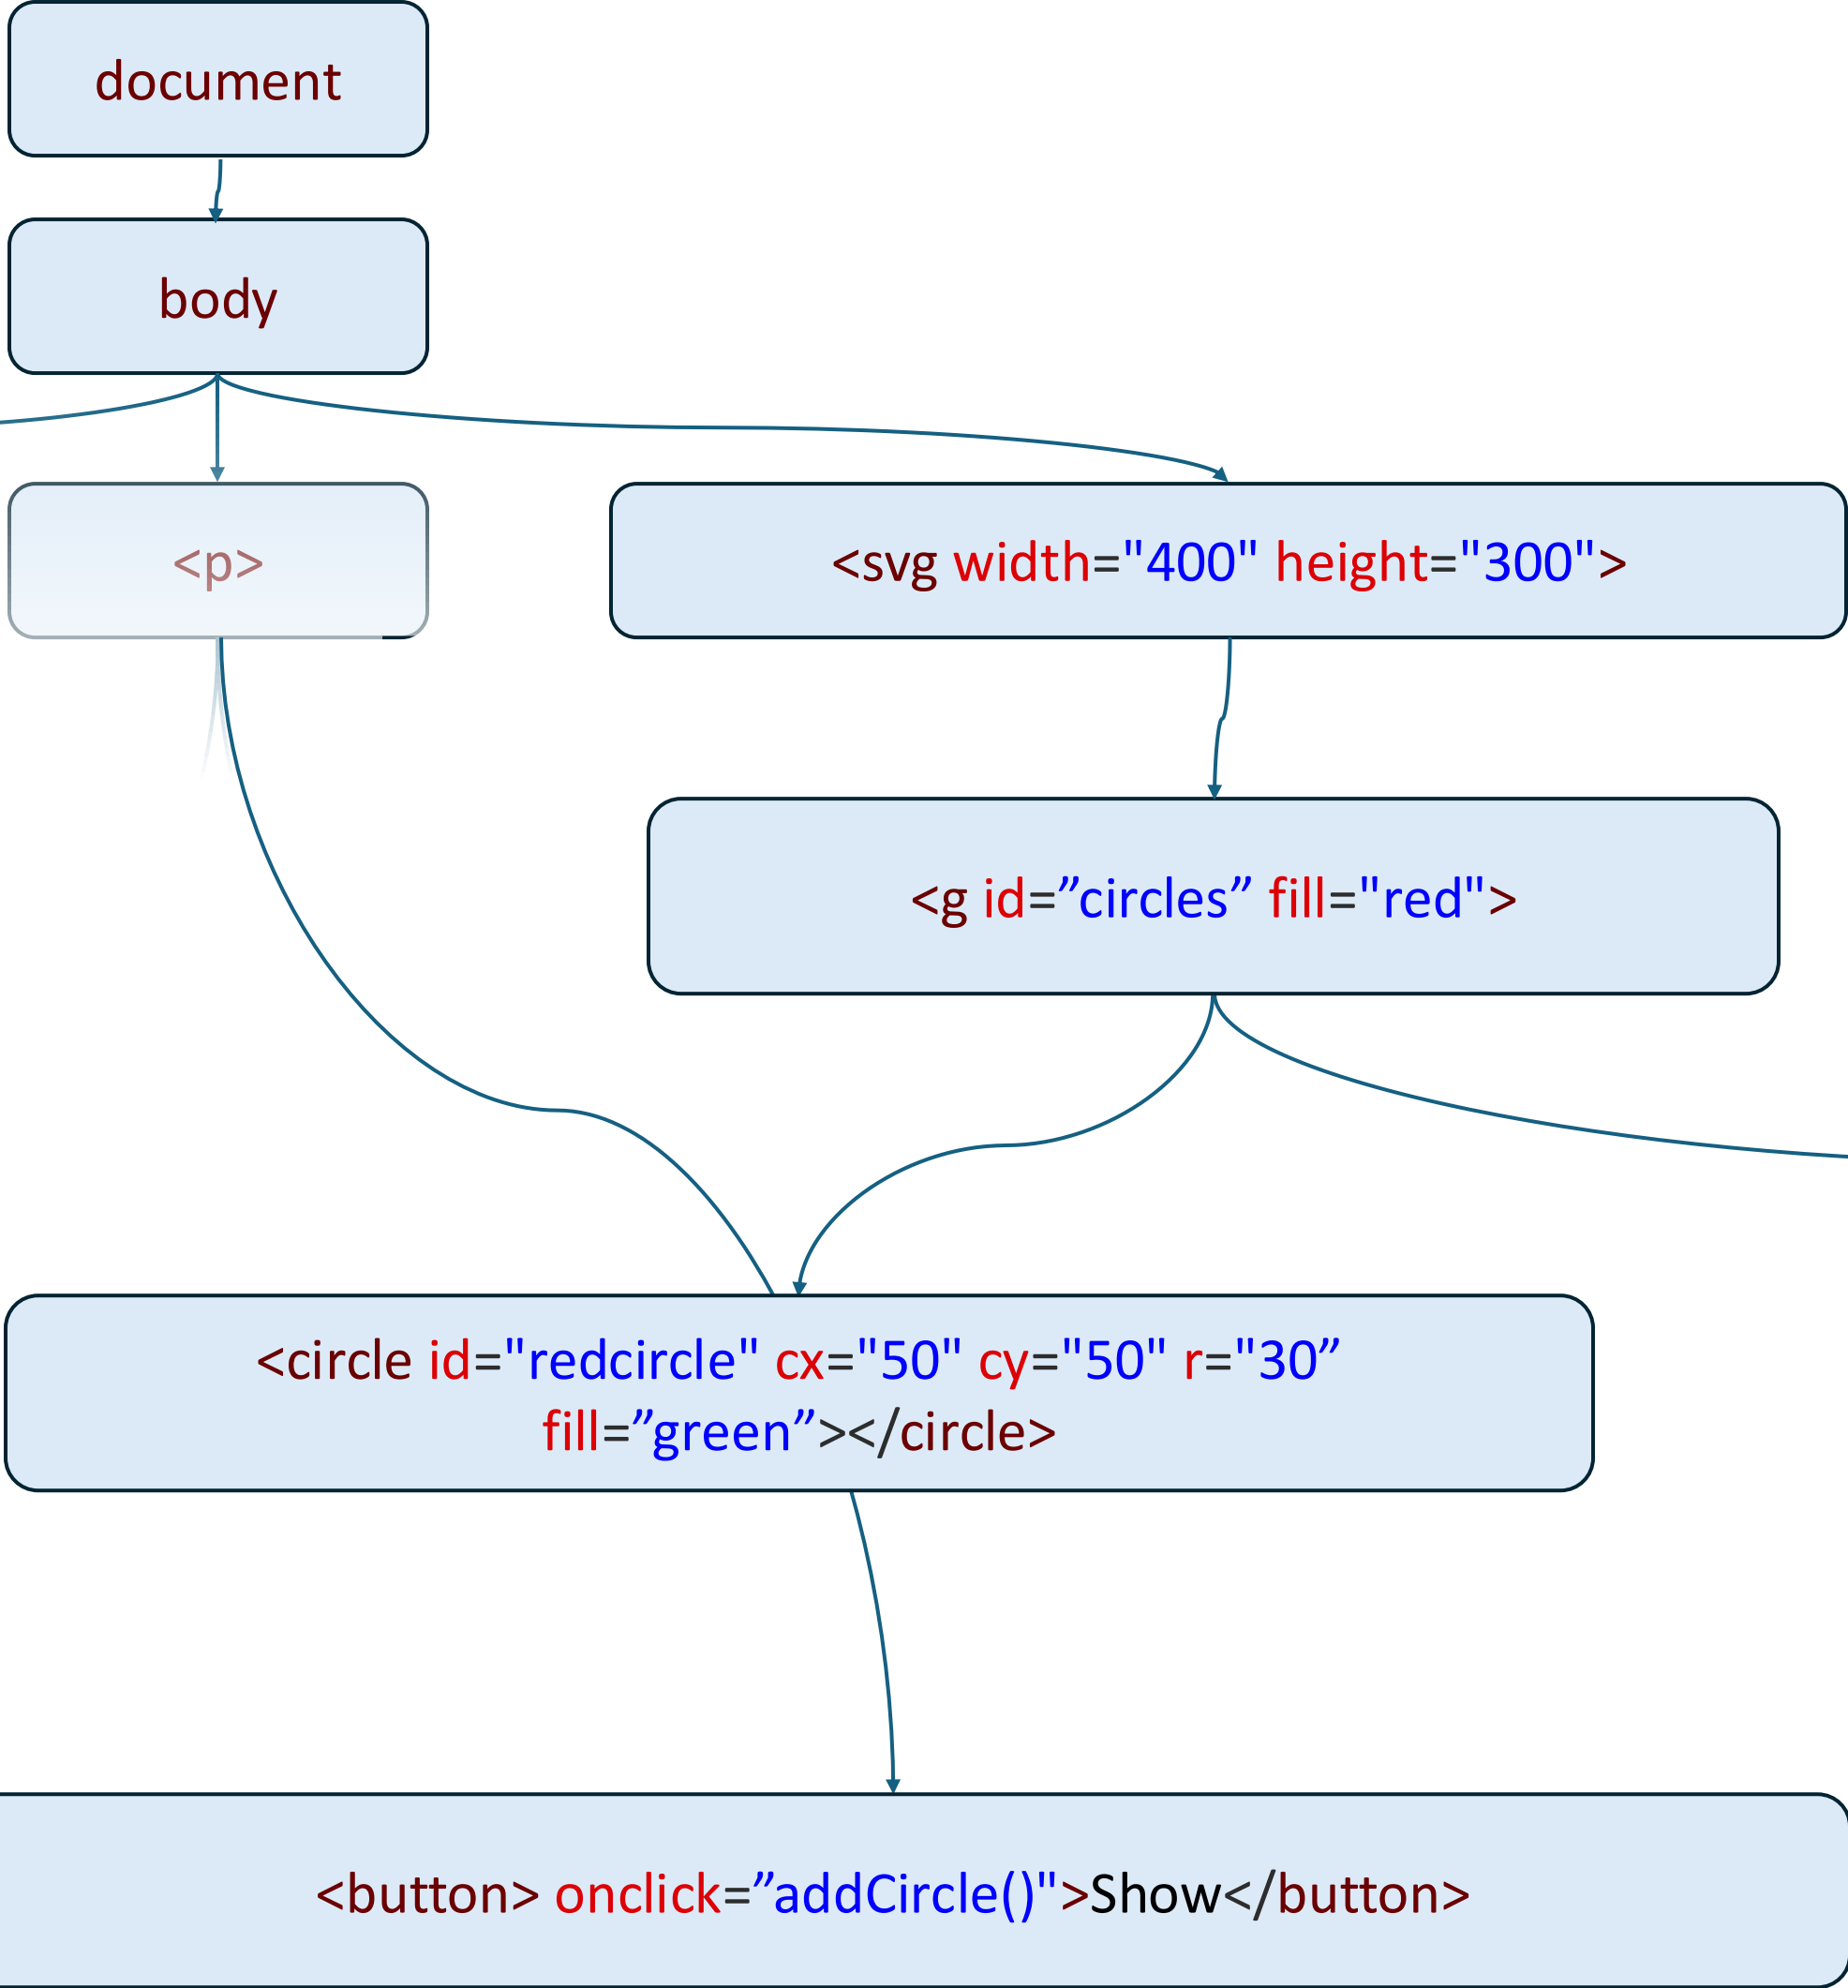 document
body
<p>
<svg width="400" height="300">
<g id=”circles” fill="red">
<circle id="redcircle" cx="50" cy="50" r="30”
fill=”green”></circle>
<button> onclick=”addCircle()">Show</button>